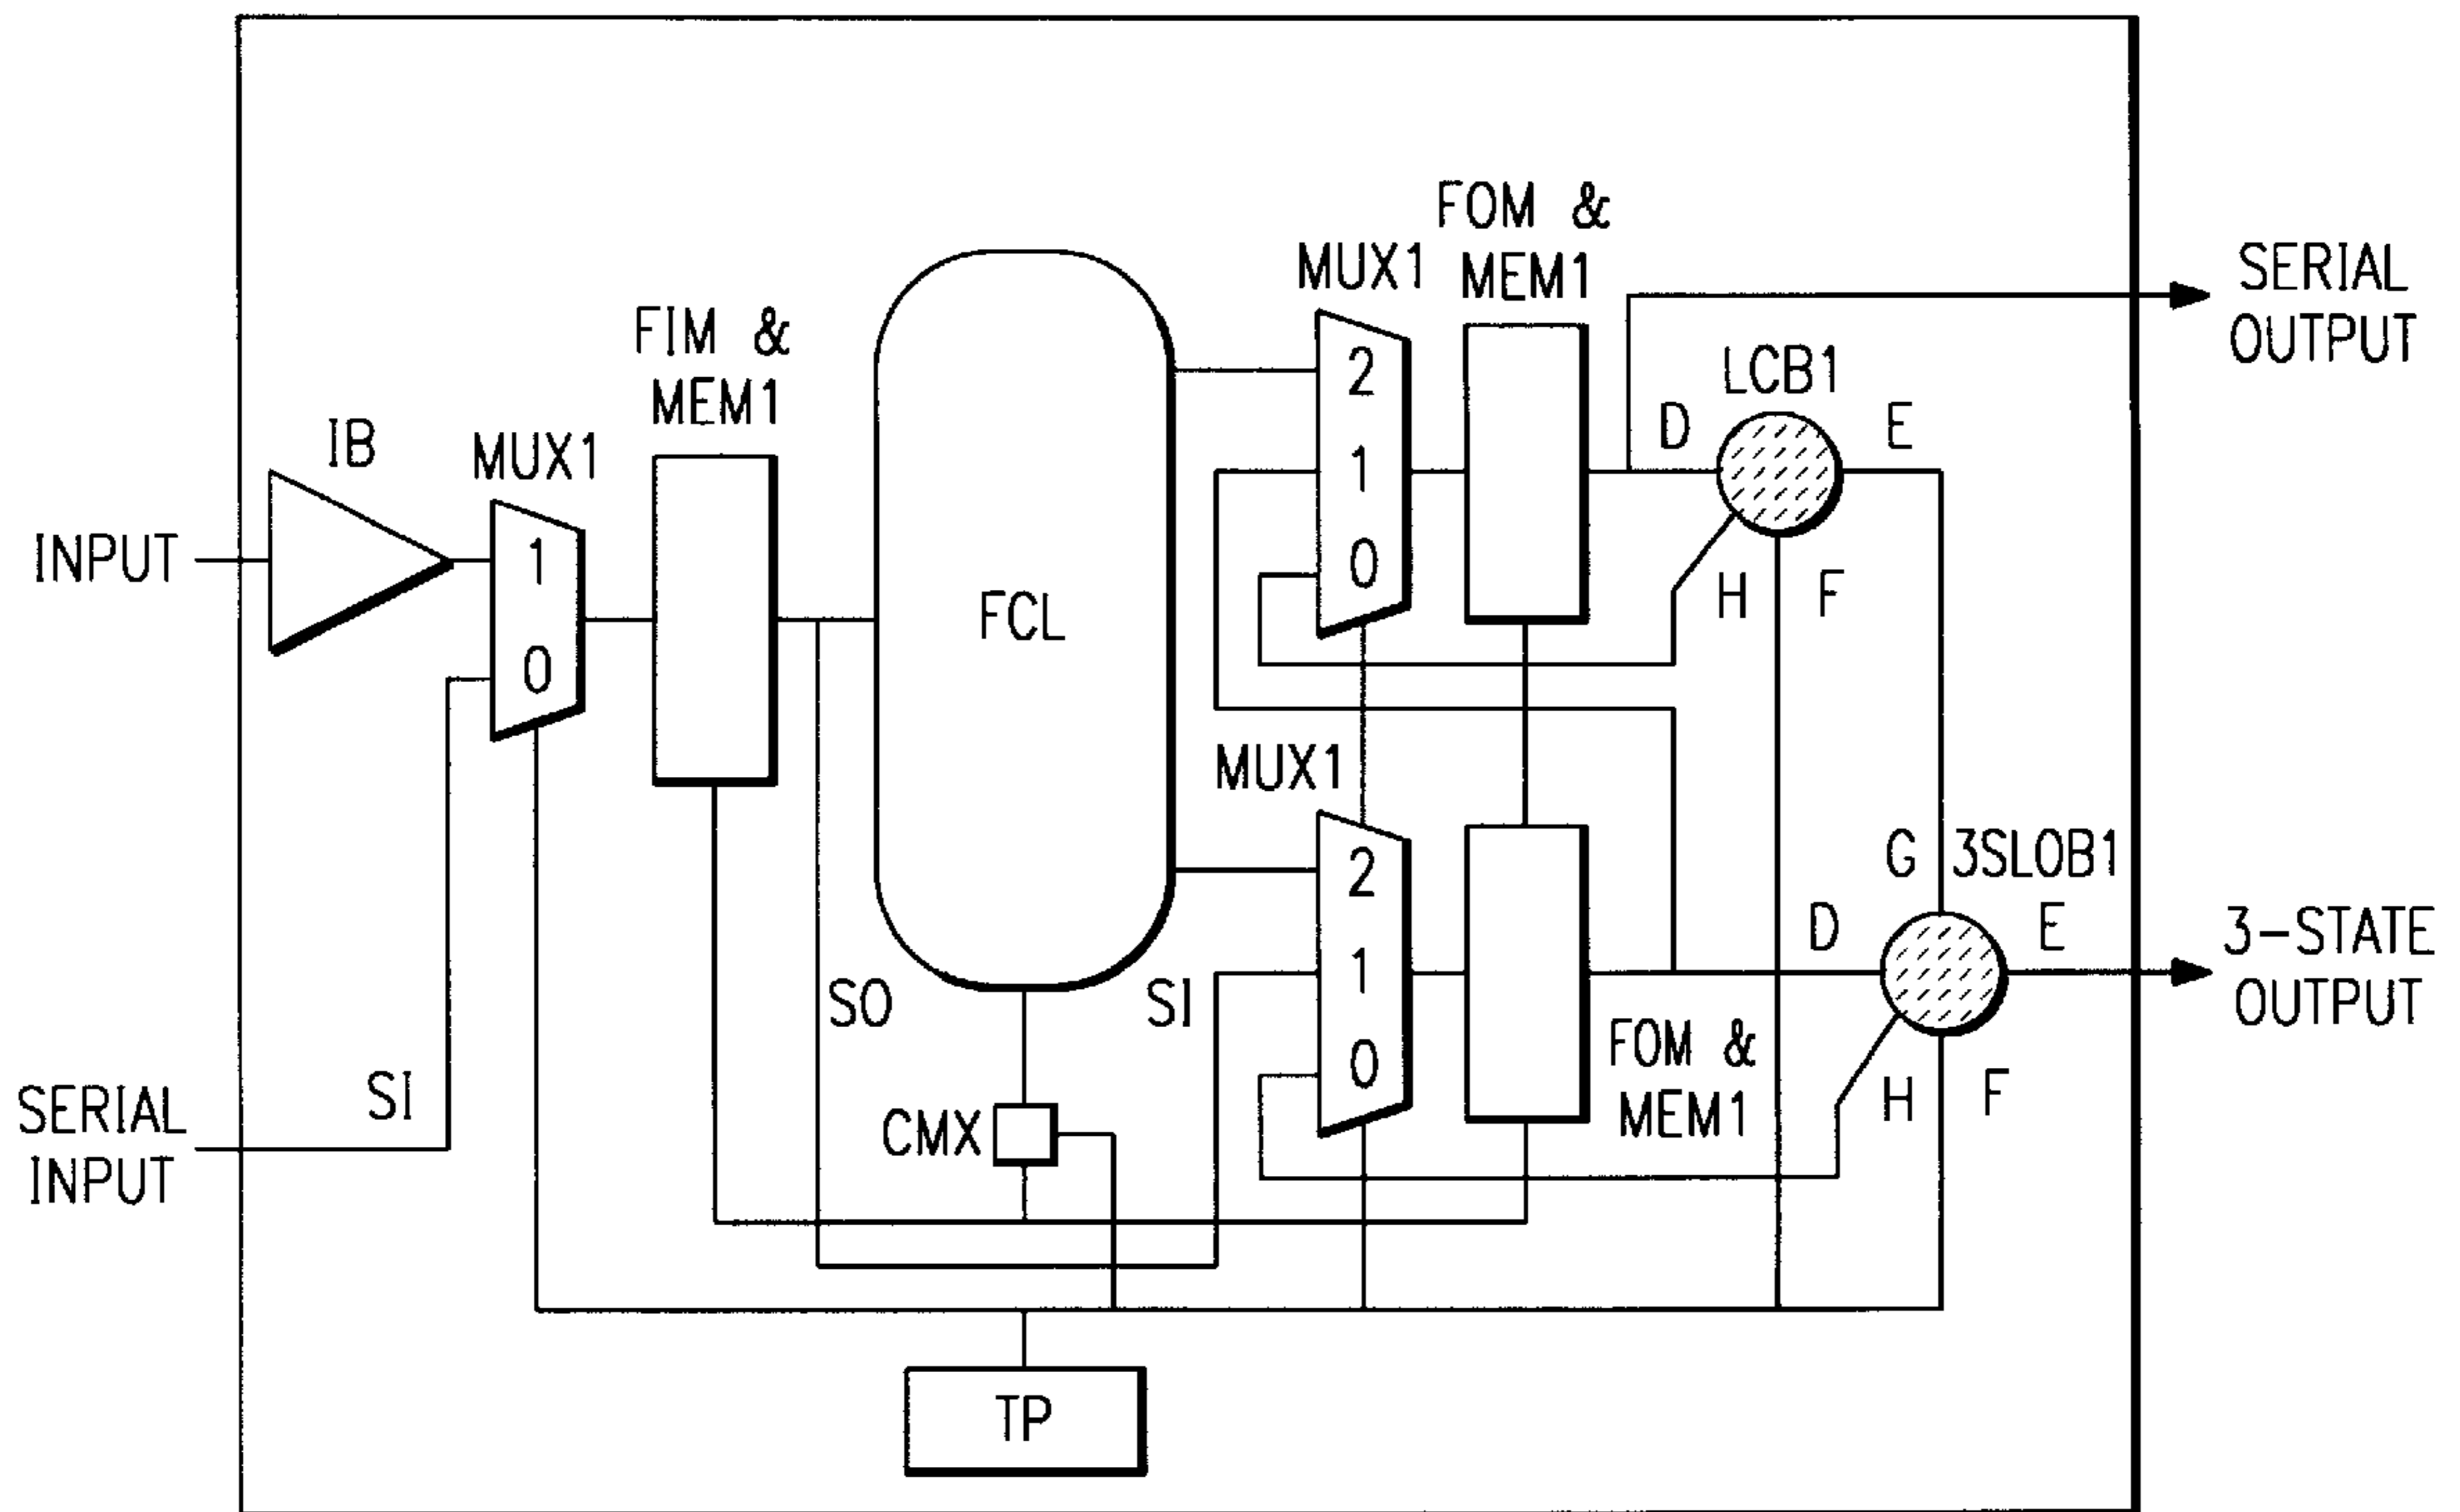 FOM &
MEM1
MUX1
SERIAL
OUTPUT
FIM &
MEM1
2
1
0
LCB1
D
E
H
F
IB
MUX1
1
0
INPUT
FCL
MUX1
2
1
0
G
3SLOB1
D
E
3-STATE
OUTPUT
SO
SI
FOM &
MEM1
H
F
SI
SERIAL
INPUT
CMX
TP